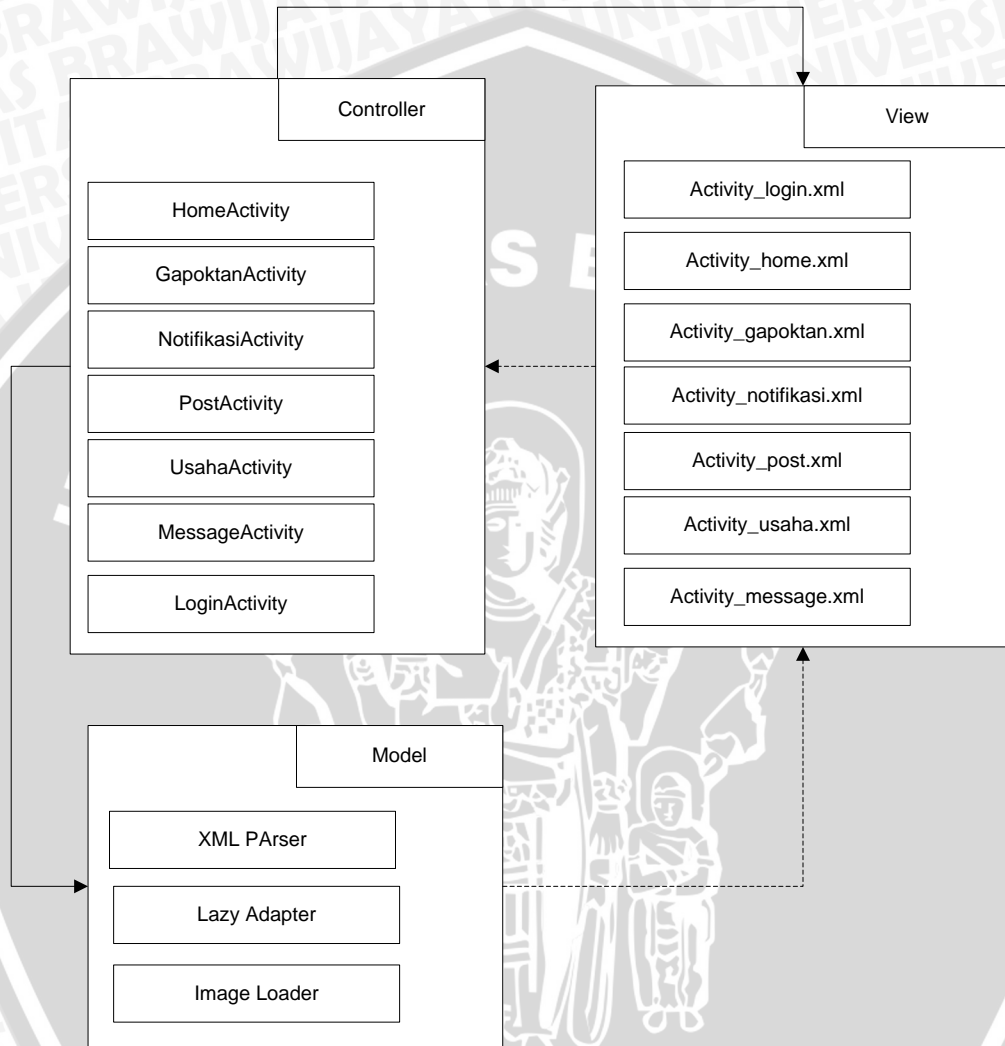 Controller
HomeActivity
GapoktanActivity
NotifikasiActivity
PostActivity
UsahaActivity
MessageActivity
LoginActivity
View
Activity_login.xml
Activity_home.xml
Activity_gapoktan.xml
Activity_notifikasi.xml
Activity_post.xml
Activity_usaha.xml
Activity_message.xml
Model
XML PArser
Lazy Adapter
Image Loader